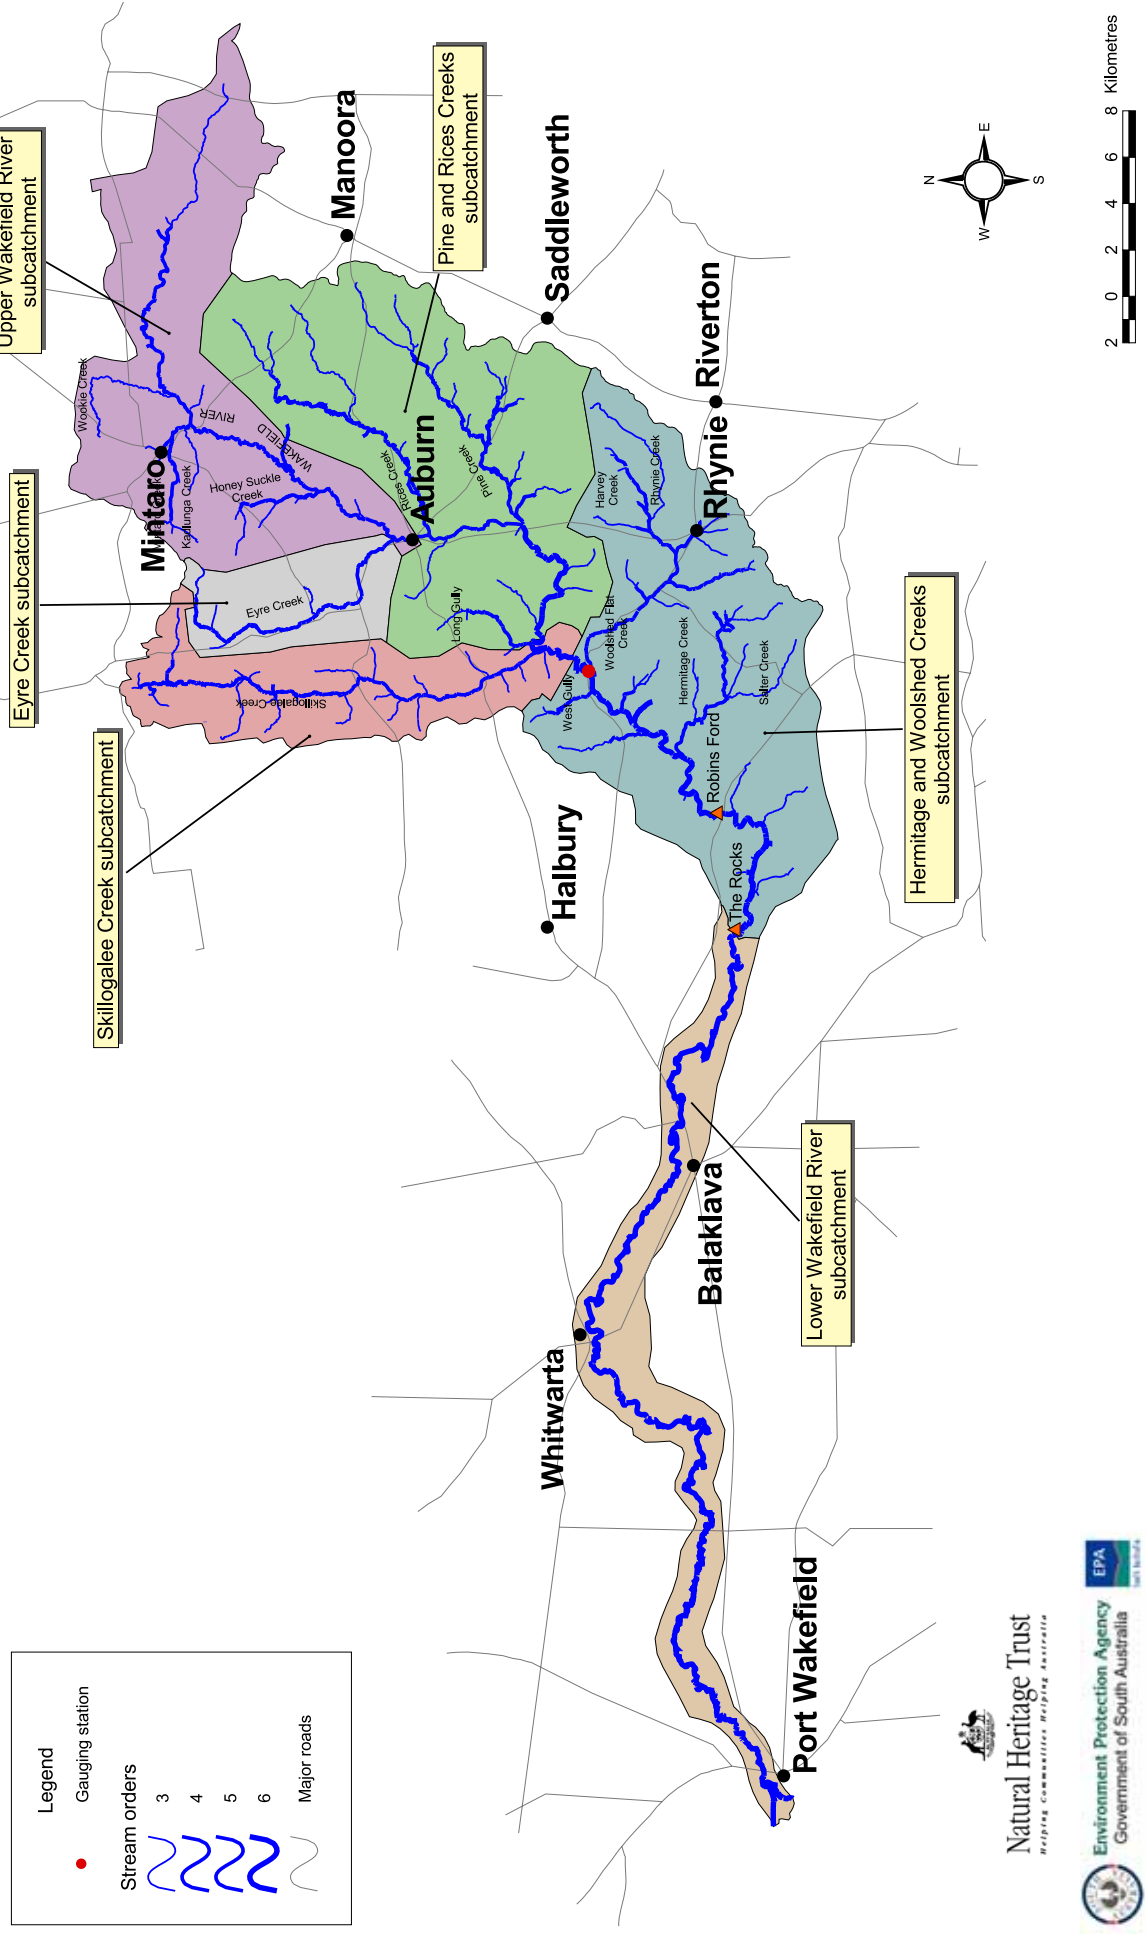 Upper Wakefield River
subcatchment
Pine and Rices Creeks
subcatchment
Eyre Creek subcatchment
Skillogalee Creek subcatchment
Hermitage and Woolshed Creeks
subcatchment
Lower Wakefield River
subcatchment
Manoora
Saddleworth
Riverton
Rhynie
Auburn
Mintaro
Halbury
Balaklava
Whitwarta
Port Wakefield
Wookie Creek
WAKEFIELD
RIVER
Kadlunga Creek
Honey Suckle
Creek
Rices Creek
Pine Creek
Eyre Creek
Long Gully
Skillogalee Creek
Harvey
Creek
Rhynie Creek
Woolshed Flat
Creek
West Gully
Hermitage Creek
Salter Creek
Robins Ford
The Rocks
N
E
S
W
2 0 2 4 6 8 Kilometres
Legend
Gauging station
Stream orders
3
4
5
6
Major roads
Natural Heritage Trust
Helping Communities Helping Australia
EPA
Environment Protection Agency
Government of South Australia